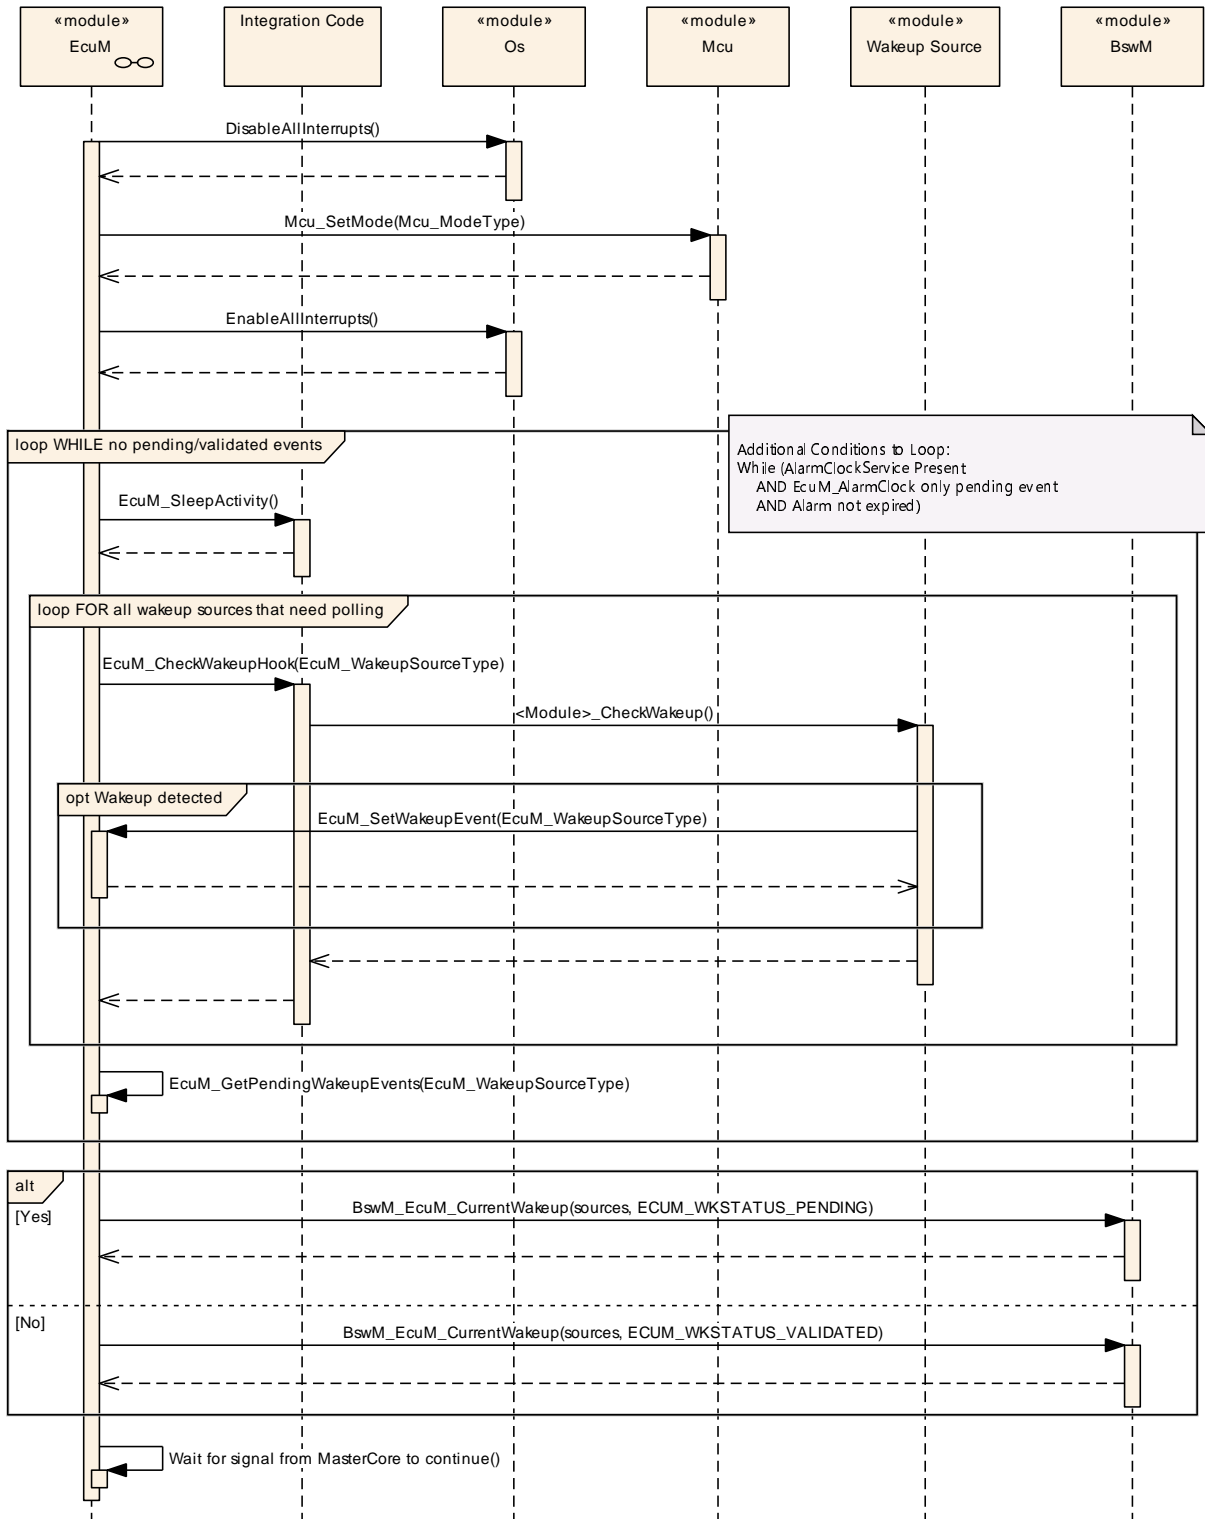 «module»
EcuM
Integration Code
«module»
Os
«module»
Mcu
«module»
Wakeup Source
«module»
BswM
DisableAllInterrupts()
Mcu_SetMode(Mcu_ModeType)
EnableAllInterrupts()
loop WHILE no pending/validated events
Additional Conditions to Loop:
While (AlarmClockService Present
AND EcuM_AlarmClock only pending event
AND Alarm not expired)
EcuM_SleepActivity()
loop FOR all wakeup sources that need polling
EcuM_CheckWakeupHook(EcuM_WakeupSourceType)
<Module>_CheckWakeup()
opt Wakeup detected
EcuM_SetWakeupEvent(EcuM_WakeupSourceType)
EcuM_GetPendingWakeupEvents(EcuM_WakeupSourceType)
alt
[Yes]
BswM_EcuM_CurrentWakeup(sources, ECUM_WKSTATUS_PENDING)
[No]
BswM_EcuM_CurrentWakeup(sources, ECUM_WKSTATUS_VALIDATED)
Wait for signal from MasterCore to continue()